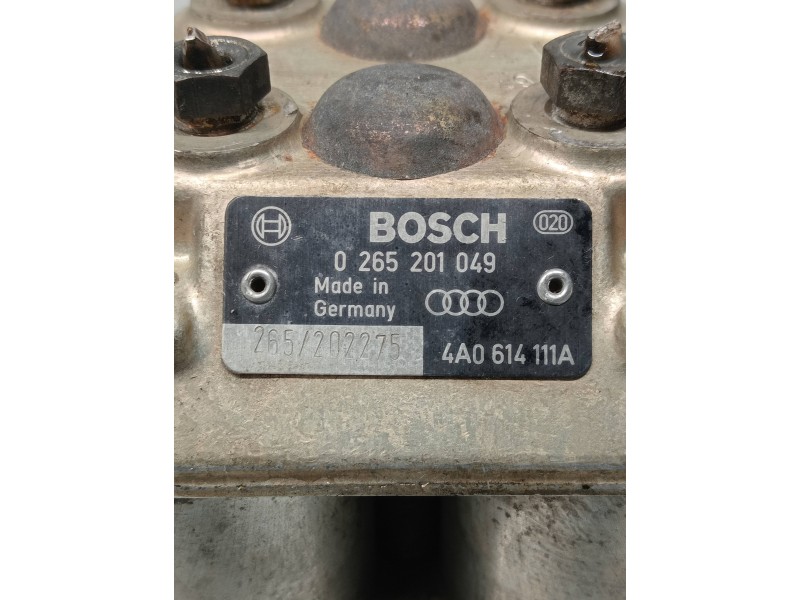 BOSCH
020
0 265 201 049
Made in
Germany
265/202275
4A0 614 111A